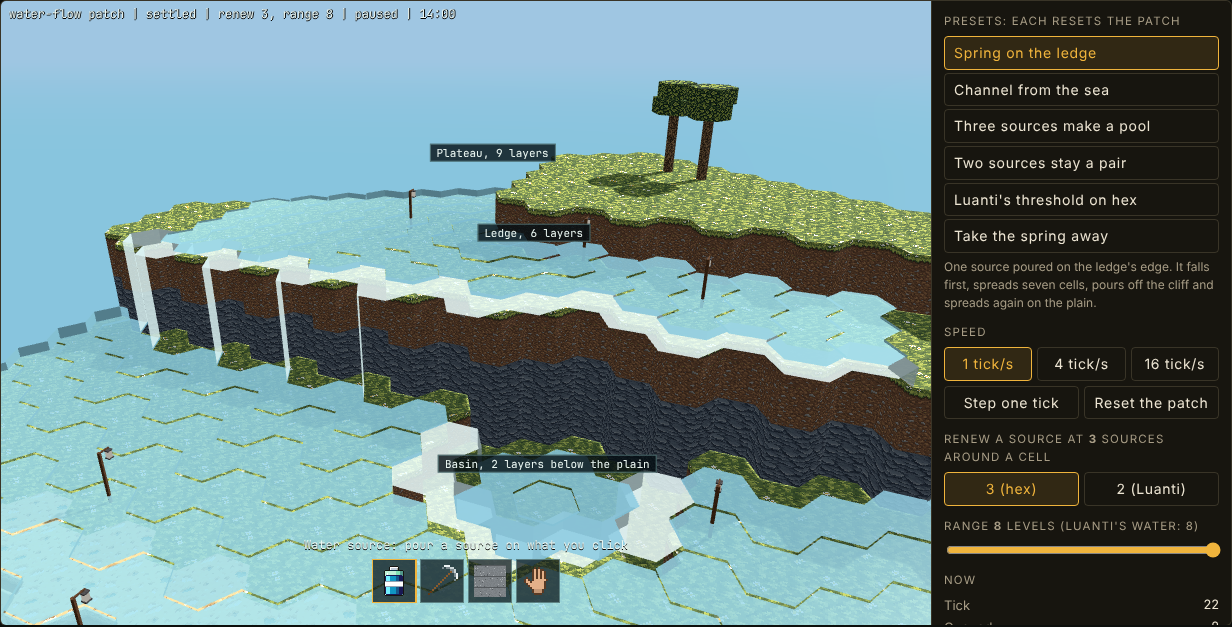 water-flow patch | settled | renew 3, range 8 | paused | 14:00
Plateau, 9 layers
Ledge, 6 layers
Basin, 2 layers below the plain
Water source: pour a source on what you click
PRESETS: EACH RESETS THE PATCH
Spring on the ledge
Channel from the sea
Three sources make a pool
Two sources stay a pair
Luanti's threshold on hex
Take the spring away
One source poured on the ledge's edge. It falls
first, spreads seven cells, pours off the cliff and
spreads again on the plain.
SPEED
1 tick/s 4 tick/s 16 tick/s
Step one tick Reset the patch
RENEW A SOURCE AT 3 SOURCES
AROUND A CELL
3 (hex) 2 (Luanti)
RANGE 8 LEVELS (LUANTI'S WATER: 8)
NOW
Tick 22